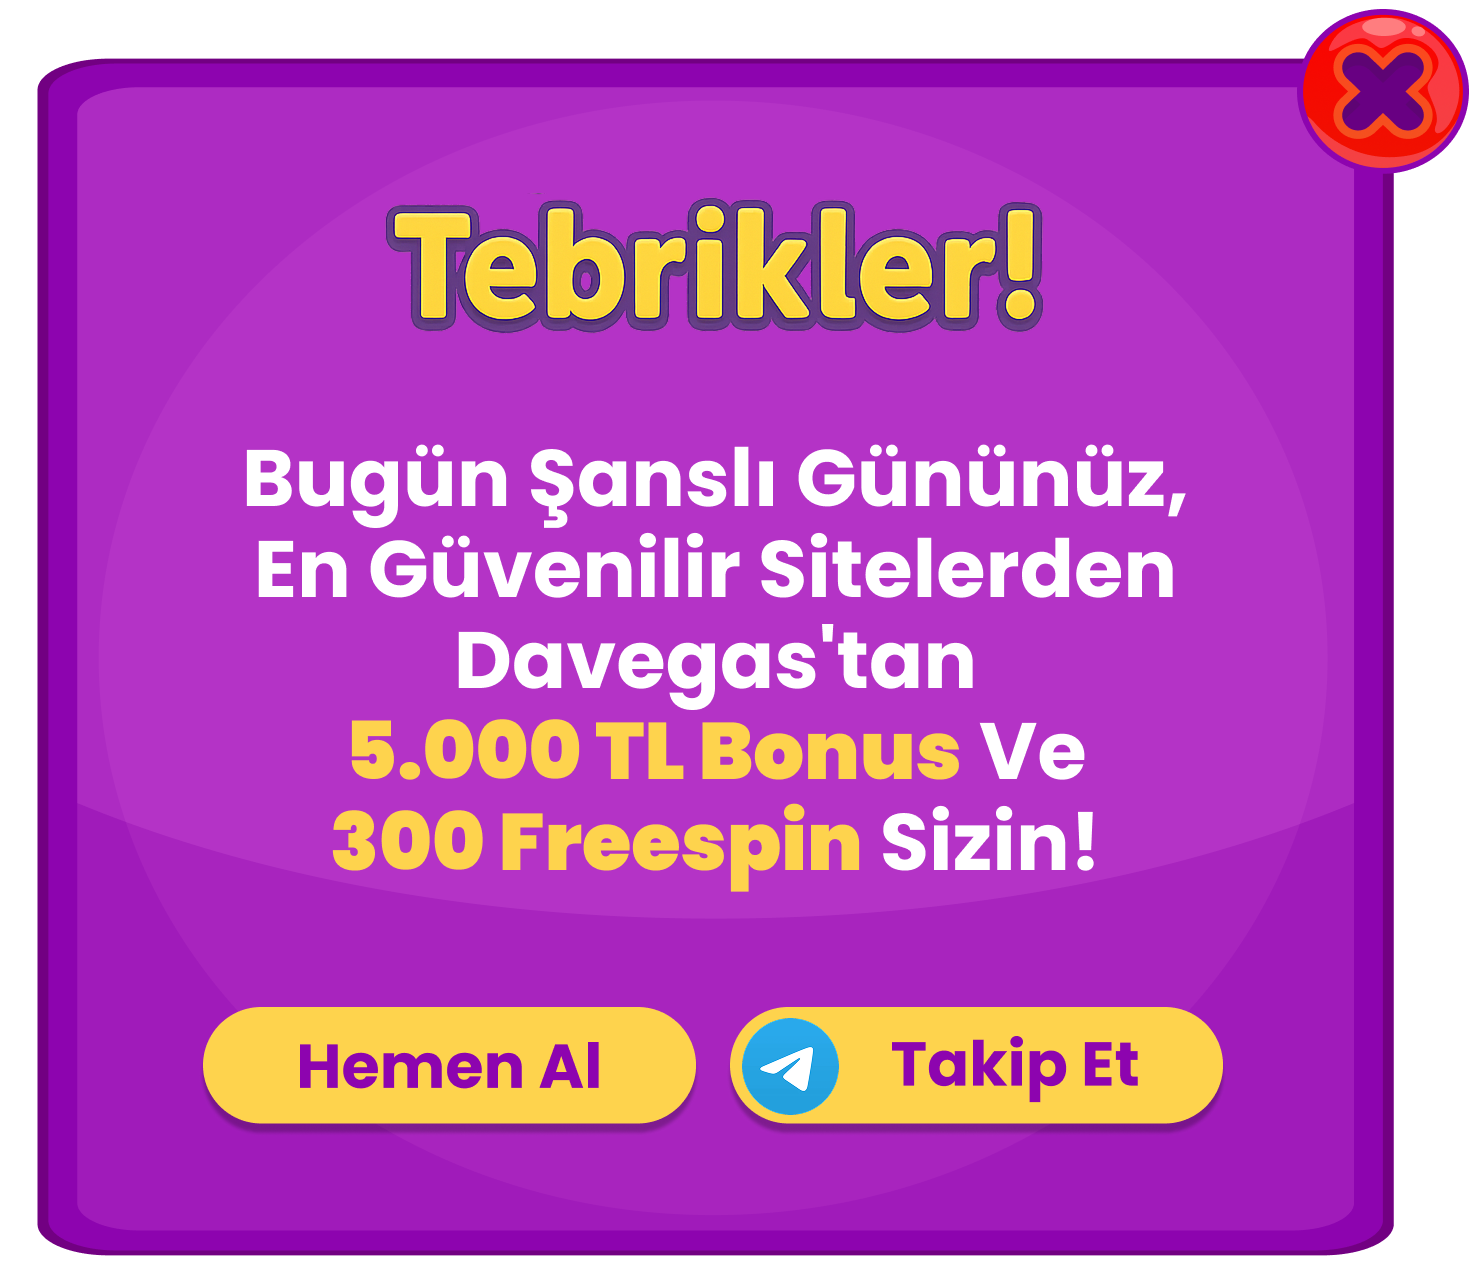 Tebrikler!
Bugün Şanslı Gününüz,
En Güvenilir Sitelerden
Davegas'tan
5.000 TL Bonus Ve
300 Freespin Sizin!
Hemen Al
Takip Et